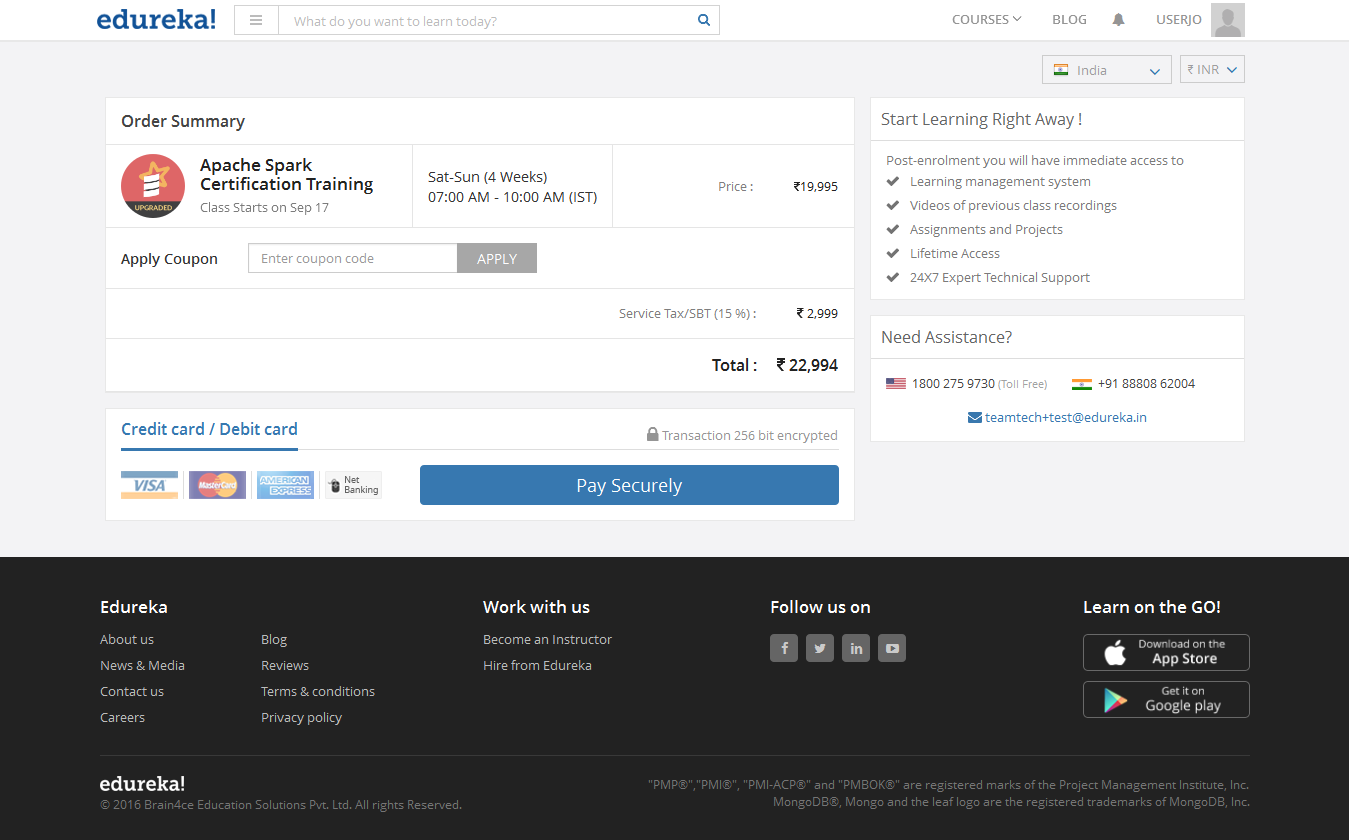 edureka!
What do you want to learn today?
COURSES
BLOG
USERJO
India
₹ INR
Order Summary
UPGRADED
Apache Spark
Certification Training
Class Starts on Sep 17
Sat-Sun (4 Weeks)
07:00 AM - 10:00 AM (IST)
Price :
₹19,995
Apply Coupon
Enter coupon code
APPLY
Service Tax/SBT (15 %) :
₹ 2,999
Total :
₹ 22,994
Credit card / Debit card
Transaction 256 bit encrypted
VISA
MasterCard
AMERICAN
EXPRESS
Net
Banking
Pay Securely
Start Learning Right Away !
Post-enrolment you will have immediate access to
Learning management system
Videos of previous class recordings
Assignments and Projects
Lifetime Access
24X7 Expert Technical Support
Need Assistance?
1800 275 9730 (Toll Free)
+91 88808 62004
teamtech+test@edureka.in
Edureka
About us
News & Media
Contact us
Careers
Blog
Reviews
Terms & conditions
Privacy policy
Work with us
Become an Instructor
Hire from Edureka
Follow us on
Learn on the GO!
Download on the
App Store
Get it on
Google play
edureka!
© 2016 Brain4ce Education Solutions Pvt. Ltd. All rights Reserved.
"PMP®","PMI®", "PMI-ACP®" and "PMBOK®" are registered marks of the Project Management Institute, Inc.
MongoDB®, Mongo and the leaf logo are the registered trademarks of MongoDB, Inc.